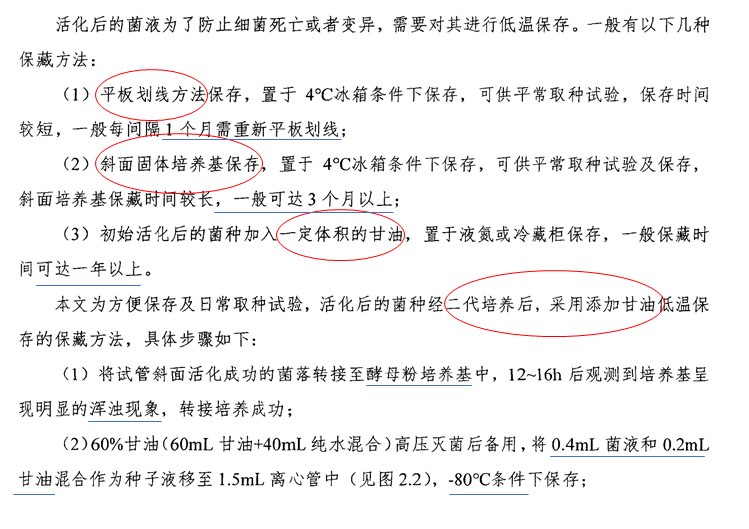 活化后的菌液为了防止细菌死亡或者变异，需要对其进行低温保存。一般有以下几种
保藏方法：
（1）平板划线方法保存，置于 4℃冰箱条件下保存，可供平常取种试验，保存时间
较短，一般每间隔 1 个月需重新平板划线；
（2）斜面固体培养基保存，置于 4℃冰箱条件下保存，可供平常取种试验及保存，
斜面培养基保藏时间较长，一般可达 3 个月以上；
（3）初始活化后的菌种加入一定体积的甘油，置于液氮或冷藏柜保存，一般保藏时
间可达一年以上。
本文为方便保存及日常取种试验，活化后的菌种经二代培养后，采用添加甘油低温保
存的保藏方法，具体步骤如下：
（1）将试管斜面活化成功的菌落转接至酵母粉培养基中，12~16h 后观测到培养基呈
现明显的浑浊现象，转接培养成功；
（2）60%甘油（60mL 甘油+40mL 纯水混合）高压灭菌后备用，将 0.4mL 菌液和 0.2mL
甘油混合作为种子液移至 1.5mL 离心管中（见图 2.2），-80℃条件下保存；